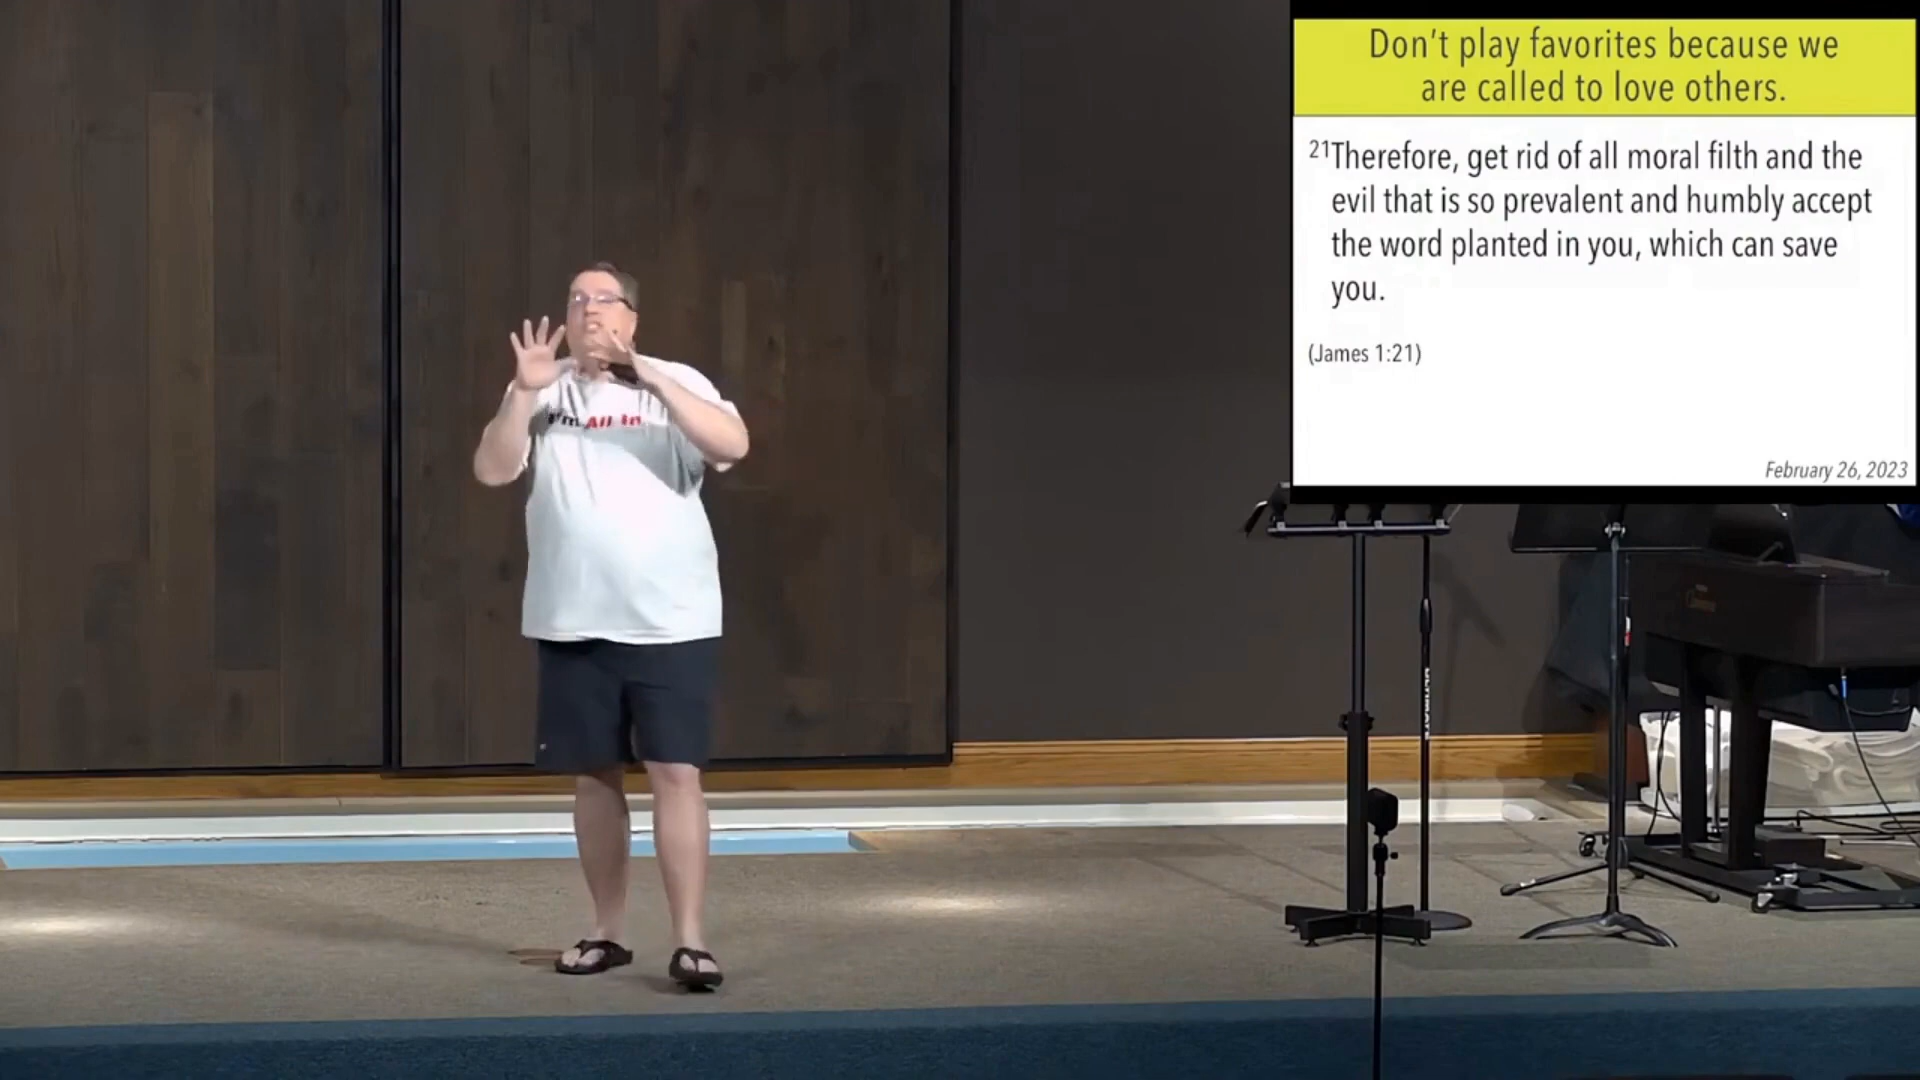 Don't play favorites because we
are called to love others.
21Therefore, get rid of all moral filth and the
evil that is so prevalent and humbly accept
the word planted in you, which can save
you.
(James 1:21)
February 26, 2023
I'm All In